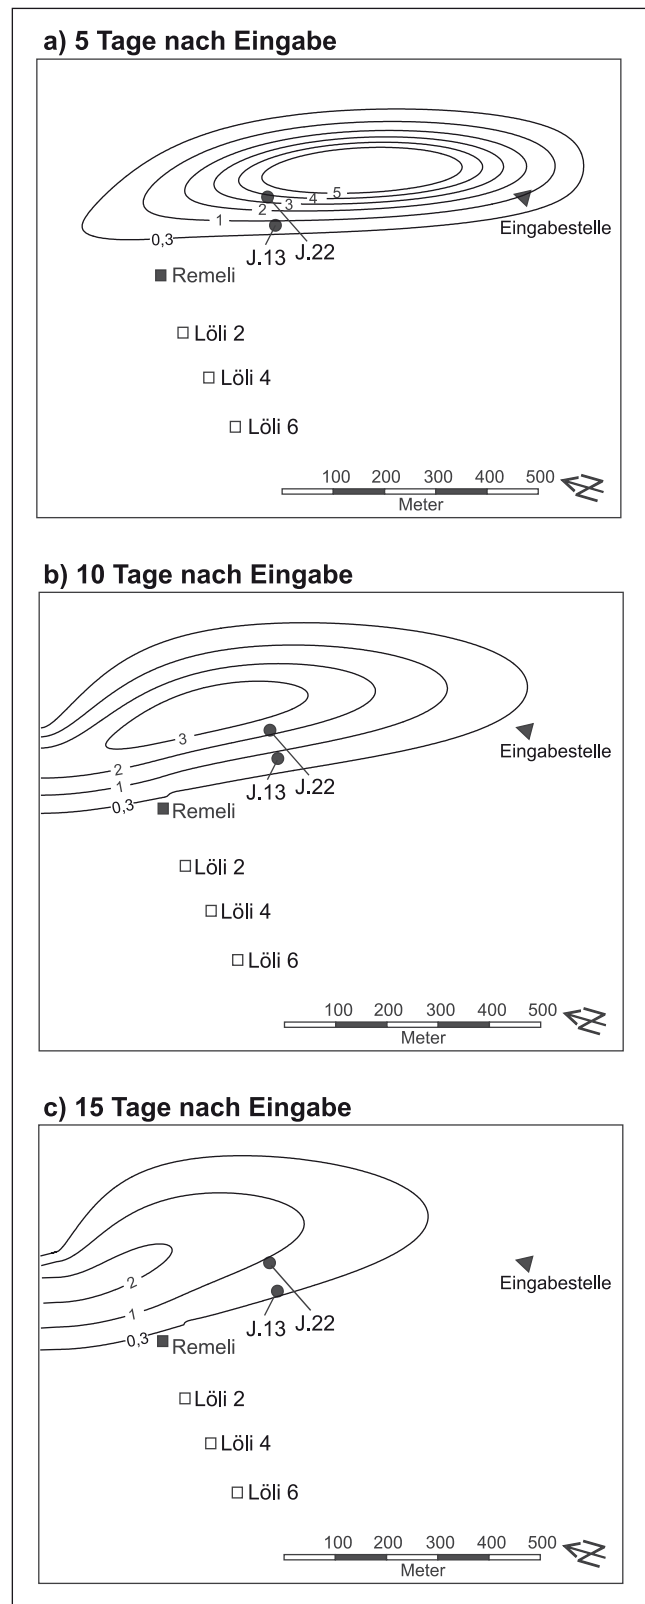 a) 5 Tage nach Eingabe
5
4
3
2
1
0,3
Eingabestelle
J.13
J.22
Remeli
Löli 2
Löli 4
Löli 6
100 200 300 400 500
Meter
N
b) 10 Tage nach Eingabe
3
2
1
0,3
Eingabestelle
J.13
J.22
Remeli
Löli 2
Löli 4
Löli 6
100 200 300 400 500
Meter
N
c) 15 Tage nach Eingabe
2
1
0,3
Eingabestelle
J.13
J.22
Remeli
Löli 2
Löli 4
Löli 6
100 200 300 400 500
Meter
N